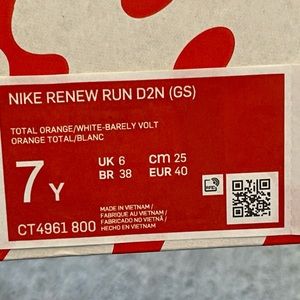 NIKE RENEW RUN D2N (GS)
TOTAL ORANGE/WHITE-BARELY VOLT
ORANGE TOTAL/BLANC
7 Y
UK 6 CM 25
BR 38 EUR 40
MADE IN VIETNAM /
FABRIQUÉ AU VIETNAM /
FABRICADO NO VIETNÃ /
HECHO EN VIETNAM
CT4961 800